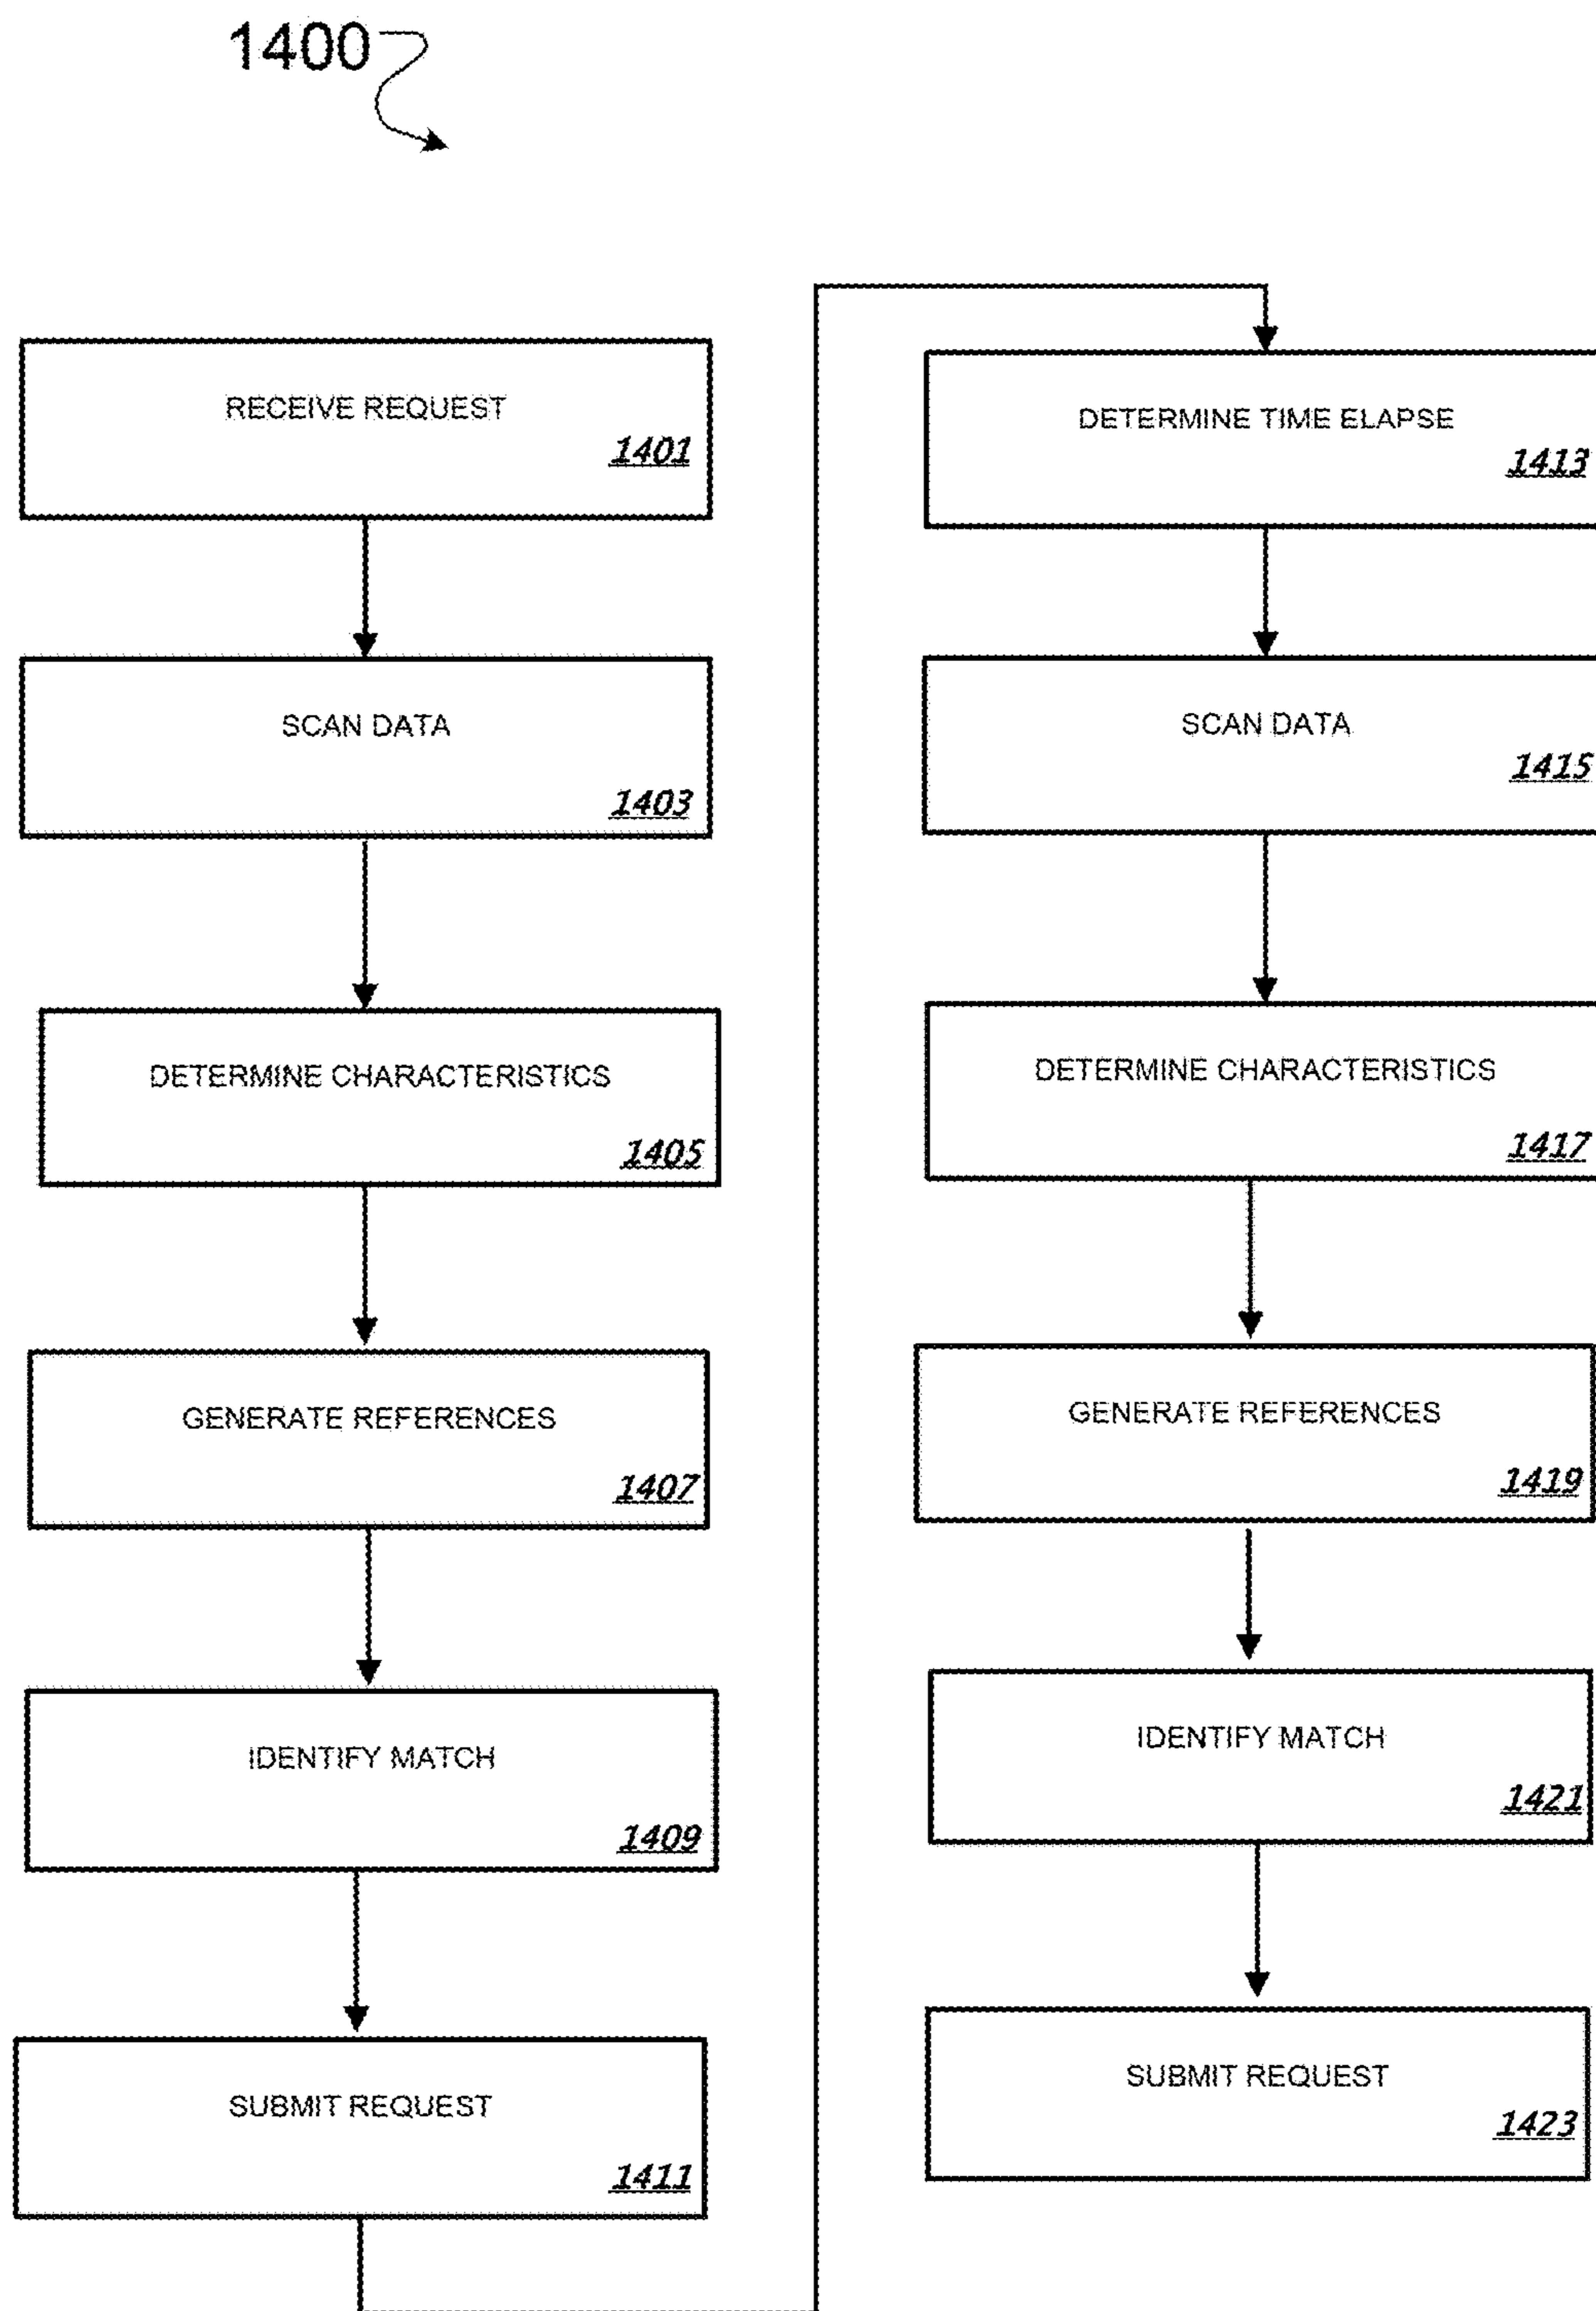 1400
RECEIVE REQUEST
1401
SCAN DATA
1403
DETERMINE CHARACTERISTICS
1405
GENERATE REFERENCES
1407
IDENTIFY MATCH
1409
SUBMIT REQUEST
1411
DETERMINE TIME ELAPSE
1413
SCAN DATA
1415
DETERMINE CHARACTERISTICS
1417
GENERATE REFERENCES
1419
IDENTIFY MATCH
1421
SUBMIT REQUEST
1423